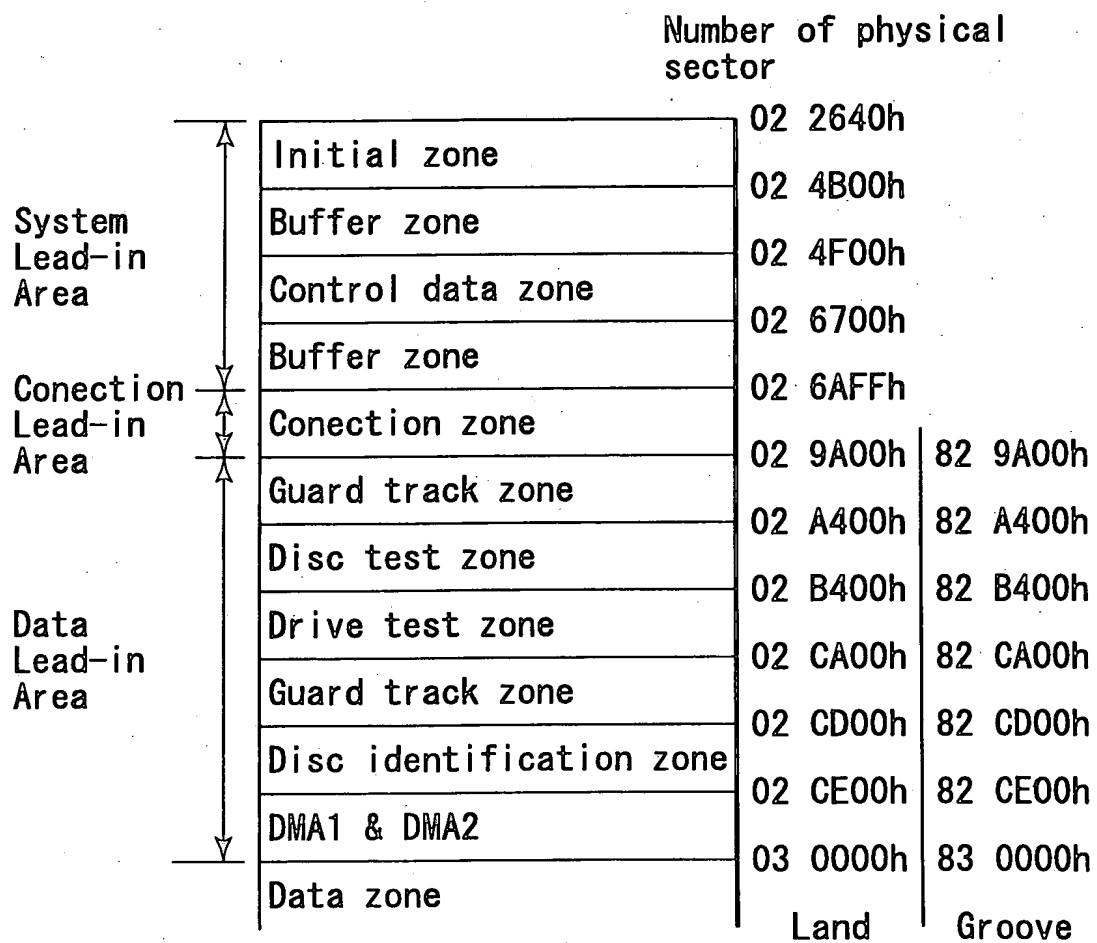 Number of physical
sector
02 2640h
Initial zone
02 4B00h
System
Lead-in
Area
Buffer zone
02 4F00h
Control data zone
02 6700h
Buffer zone
02 6AFFh
Conection
Lead-in
Area
Conection zone
02 9A00h 82 9A00h
Guard track zone
02 A400h 82 A400h
Disc test zone
02 B400h 82 B400h
Data
Lead-in
Area
Drive test zone
02 CA00h 82 CA00h
Guard track zone
02 CD00h 82 CD00h
Disc identification zone
02 CE00h 82 CE00h
DMA1 & DMA2
03 0000h 83 0000h
Data zone
Land Groove